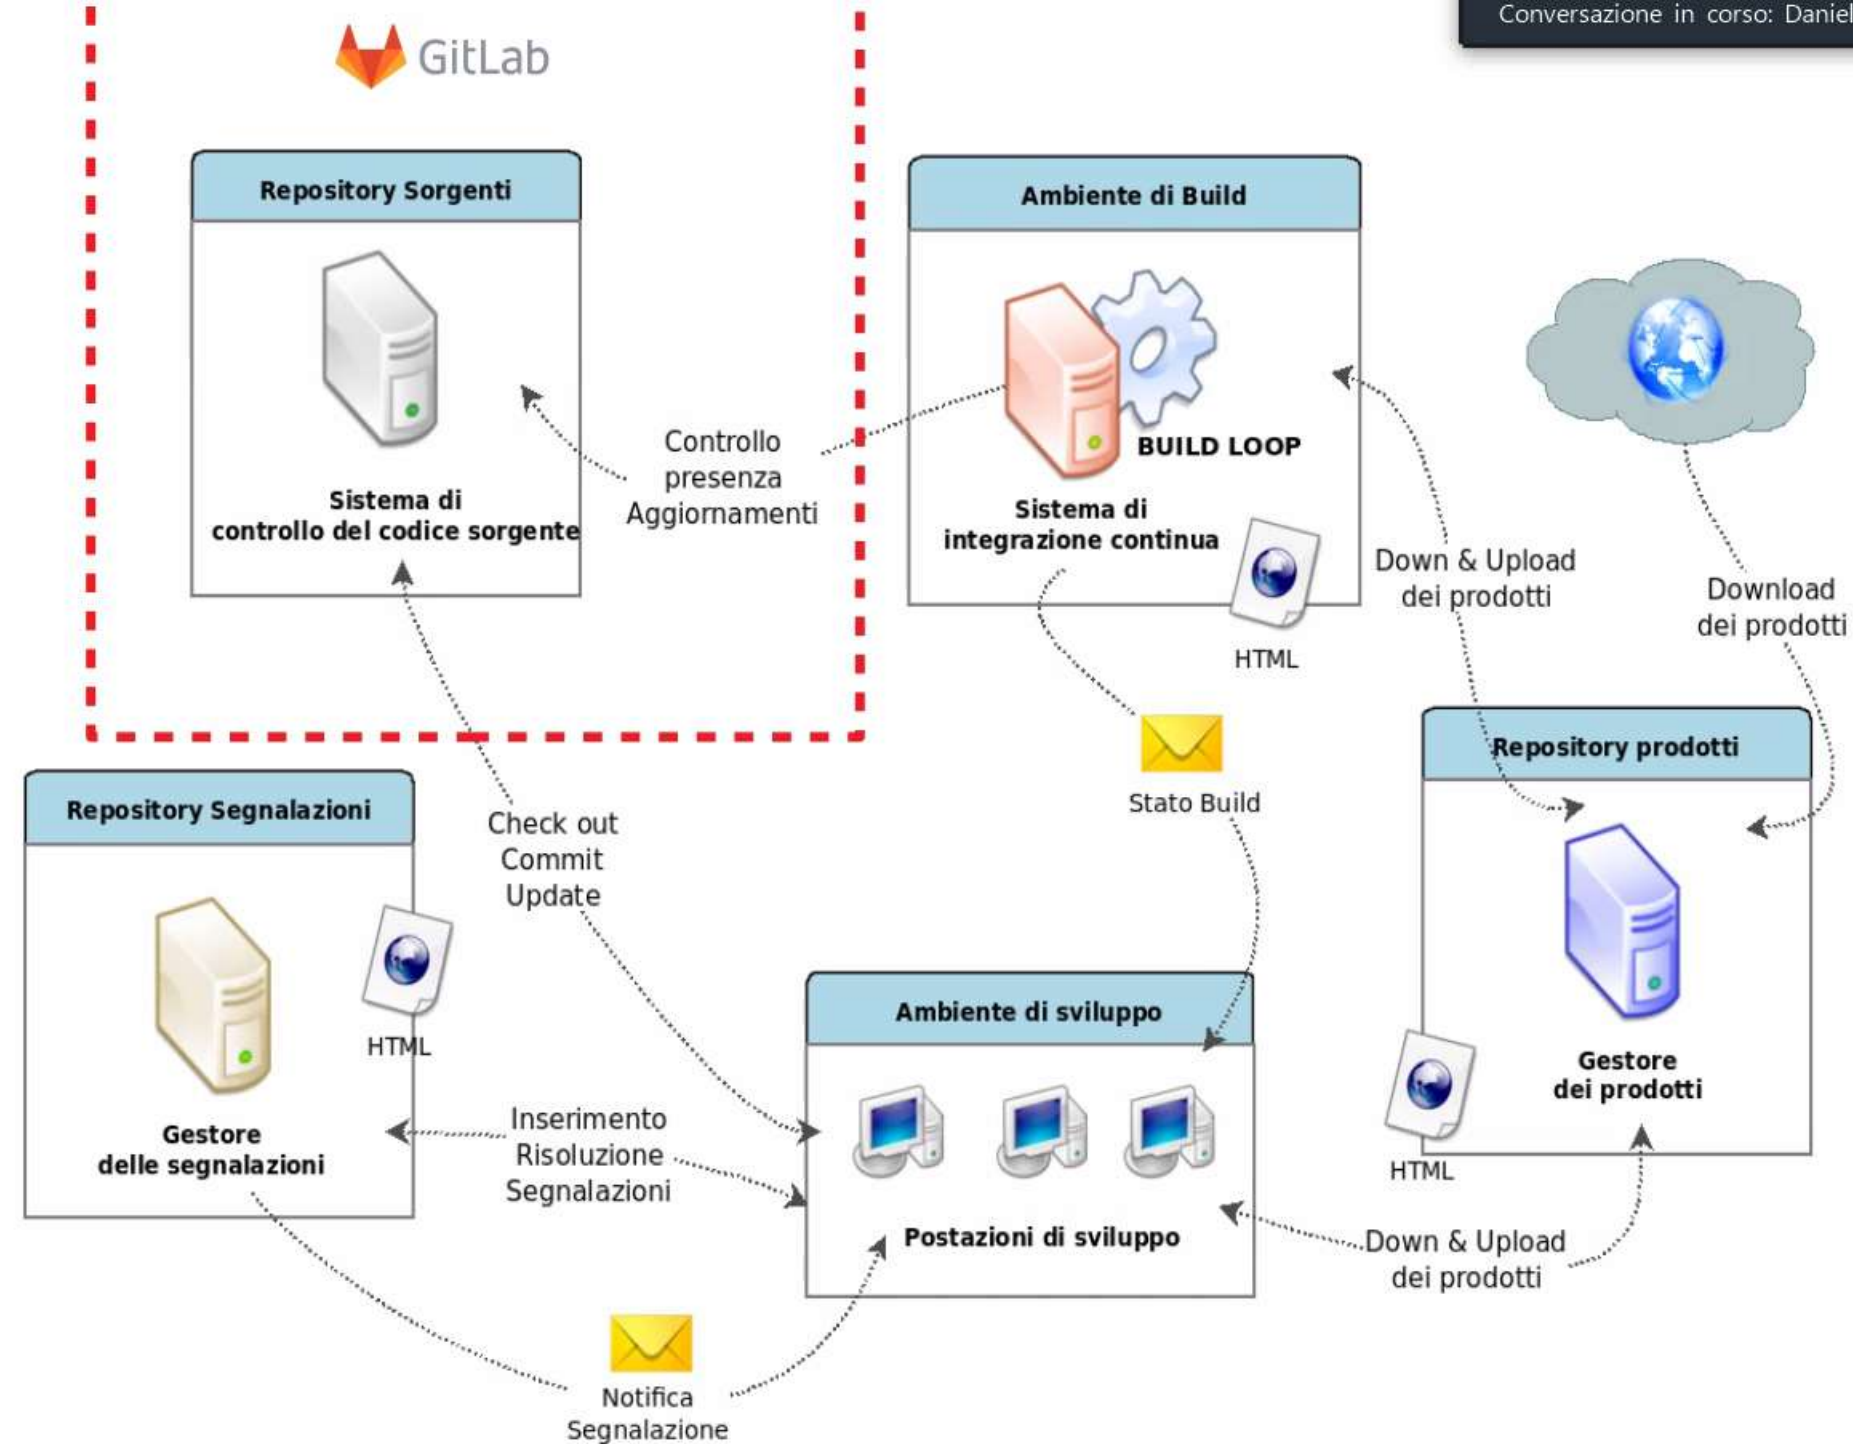 Conversazione in corso: Daniel
GitLab
Repository Sorgenti
Sistema di
controllo del codice sorgente
Controllo
presenza
Aggiornamenti
Ambiente di Build
BUILD LOOP
Sistema di
integrazione continua
HTML
Down & Upload
dei prodotti
Download
dei prodotti
Stato Build
Repository prodotti
Gestore
dei prodotti
HTML
Repository Segnalazioni
HTML
Gestore
delle segnalazioni
Check out
Commit
Update
Inserimento
Risoluzione
Segnalazioni
Ambiente di sviluppo
Postazioni di sviluppo
Down & Upload
dei prodotti
Notifica
Segnalazione